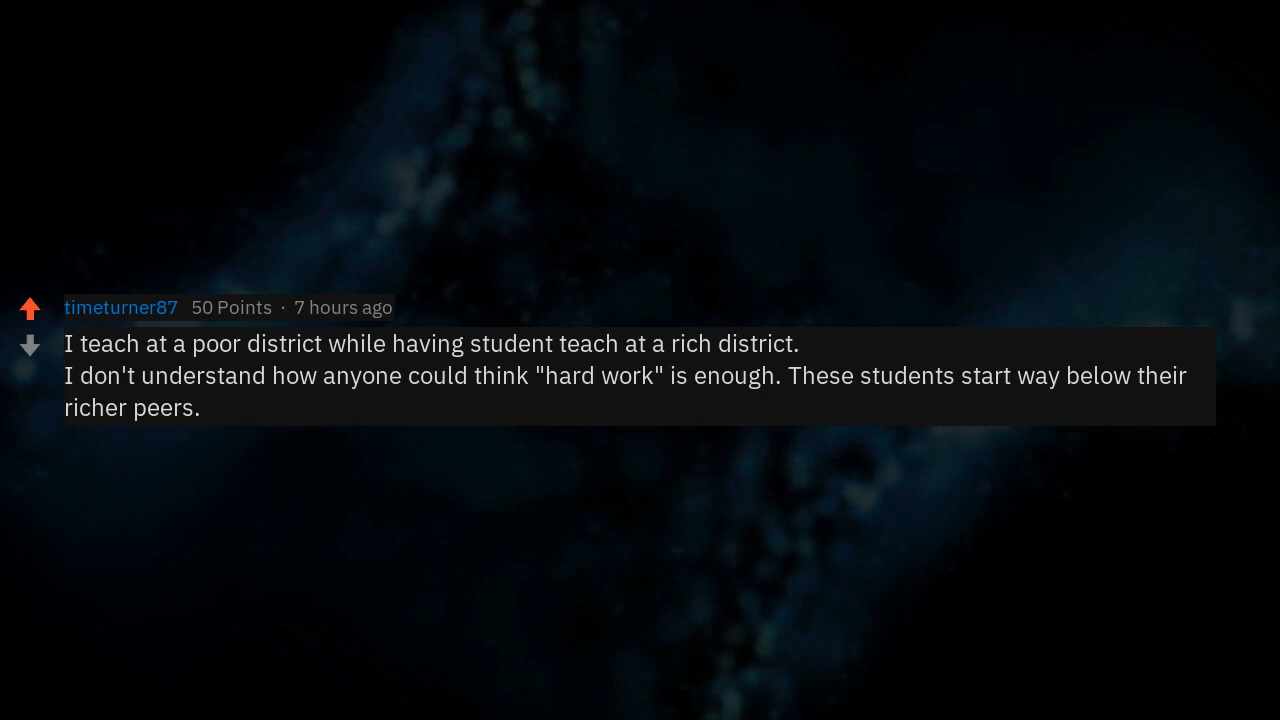 timeturner87 50 Points · 7 hours ago
I teach at a poor district while having student teach at a rich district.
I don't understand how anyone could think "hard work" is enough. These students start way below their
richer peers.